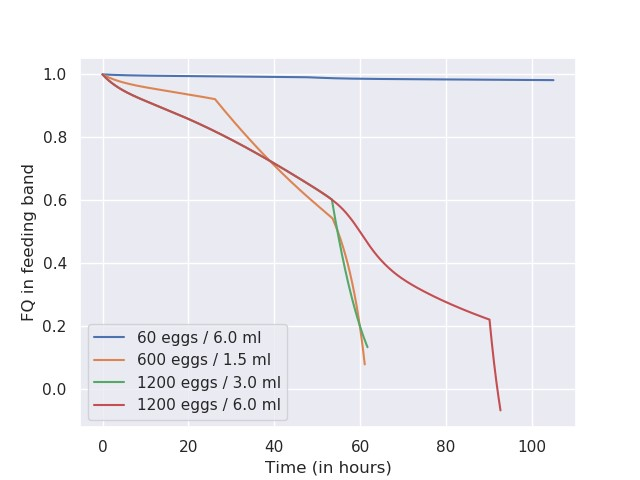 1.0
0.8
0.6
0.4
0.2
0.0
FQ in feeding band
60 eggs / 6.0 ml
600 eggs / 1.5 ml
1200 eggs / 3.0 ml
1200 eggs / 6.0 ml
0 20 40 60 80 100
Time (in hours)